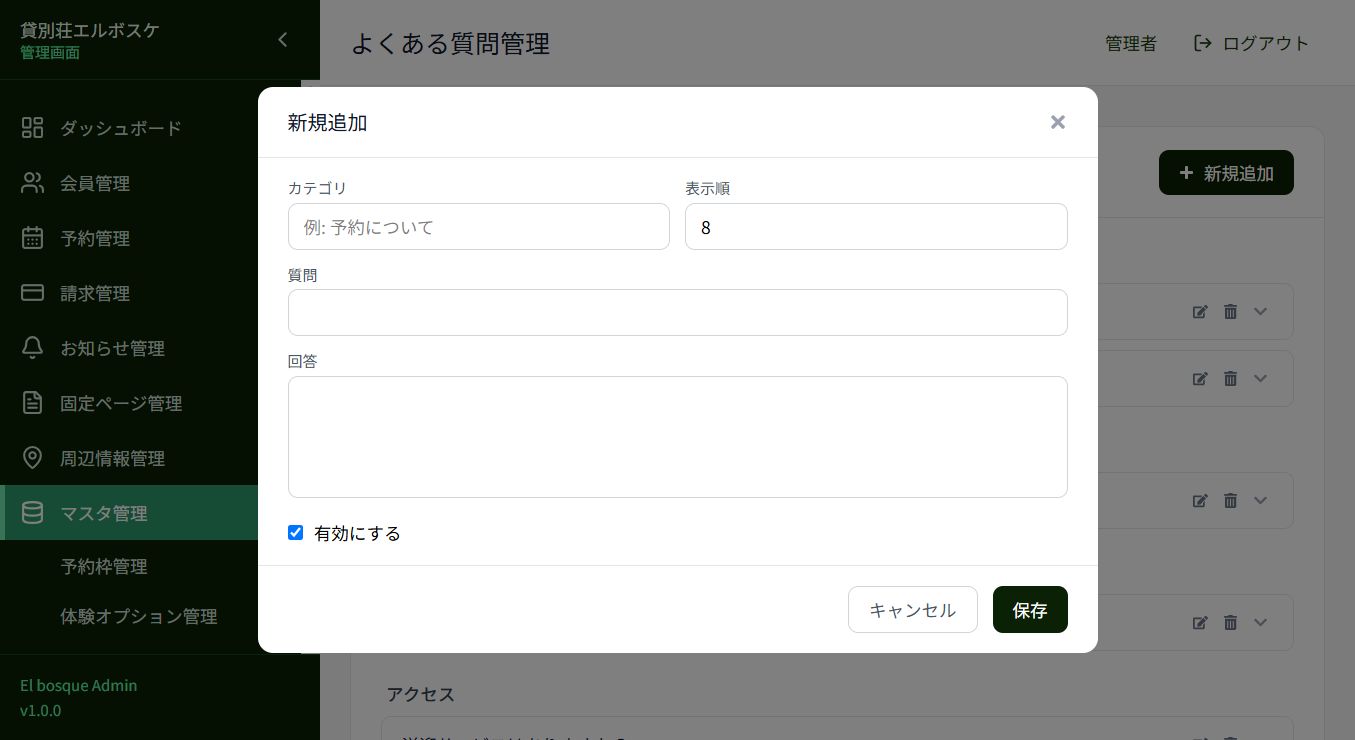 貸別荘エルボスケ
管理画面
よくある質問管理
管理者
ログアウト
ダッシュボード
会員管理
予約管理
請求管理
お知らせ管理
固定ページ管理
周辺情報管理
マスタ管理
予約枠管理
体験オプション管理
El bosque Admin
v1.0.0
新規追加
新規追加
カテゴリ
表示順
例: 予約について
8
質問
回答
有効にする
キャンセル
保存
アクセス